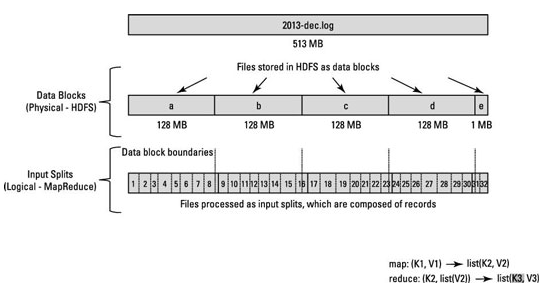 2013-dec.log
513 MB
Files stored in HDFS as data blocks
Data Blocks
(Physical - HDFS)
a b c d e
128 MB 128 MB 128 MB 128 MB 1 MB
Data block boundaries
Input Splits
(Logical - MapReduce)
1 2 3 4 5 6 7 8 9 10 11 12 13 14 15 16 17 18 19 20 21 22 23 24 25 26 27 28 29 30 31 32
Files processed as input splits, which are composed of records
map: (K1, V1) → list(K2, V2)
reduce: (K2, list(V2)) → list(K3, V3)